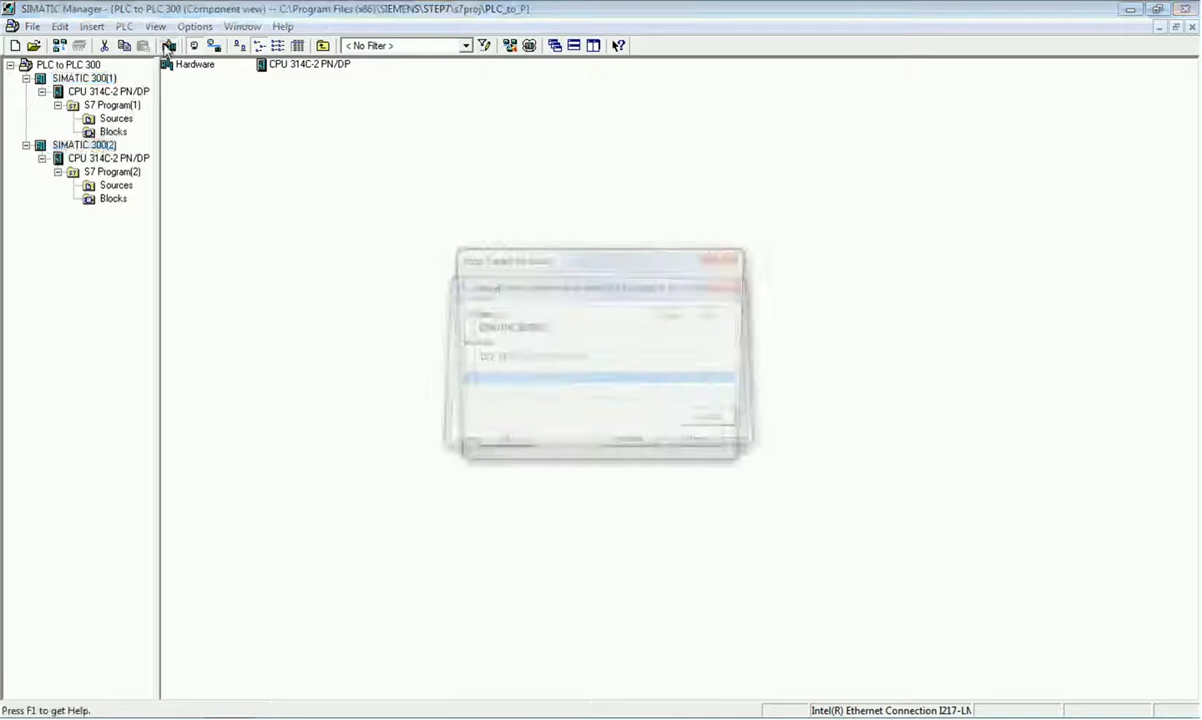 SIMATIC Manager - [PLC to PLC 300 (Component view) -- C:\Program Files (x86)\SIEMENS\STEP7\s7proj\PLC_to_P]
File Edit Insert PLC View Options Window Help
< No Filter >
PLC to PLC 300
SIMATIC 300(1)
CPU 314C-2 PN/DP
S7 Program(1)
Sources
Blocks
SIMATIC 300(2)
CPU 314C-2 PN/DP
S7 Program(2)
Sources
Blocks
Hardware CPU 314C-2 PN/DP
Press F1 to get Help.
Intel(R) Ethernet Connection I217-LM